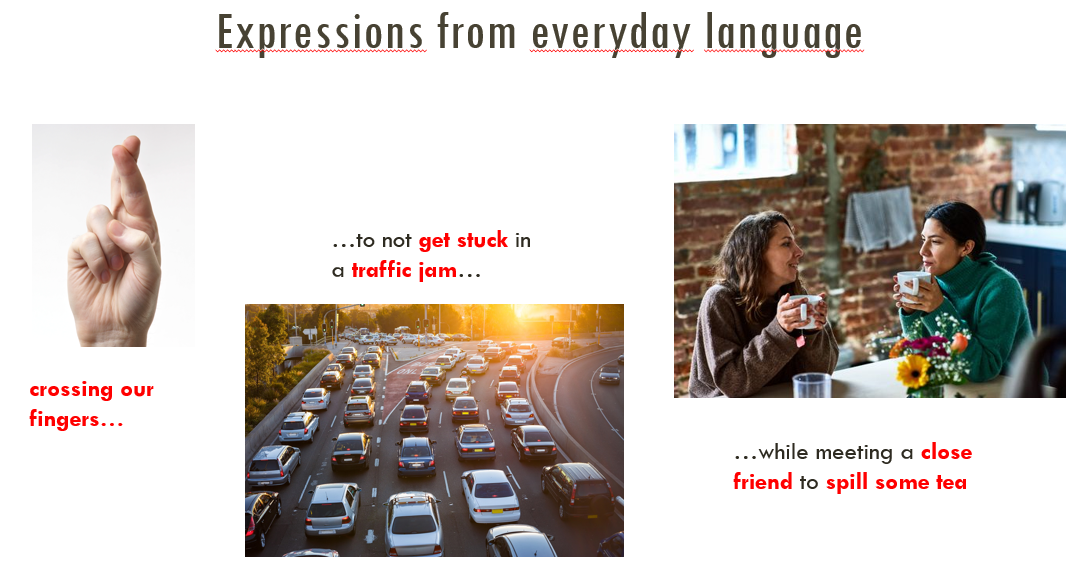 Expressions from everyday language
crossing our
fingers…
…to not get stuck in
a traffic jam…
…while meeting a close
friend to spill some tea